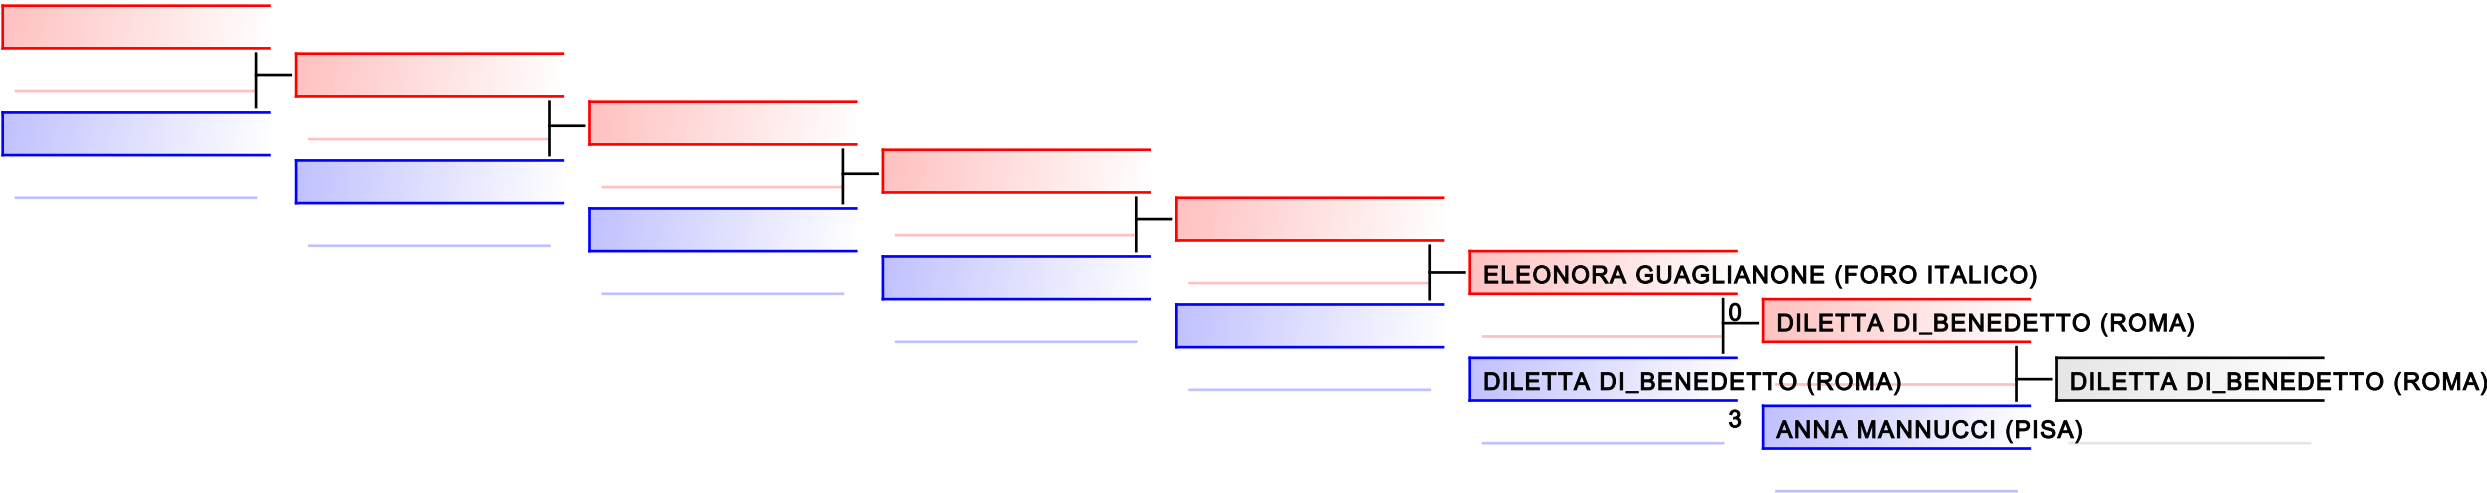 ELEONORA GUAGLIANONE (FORO ITALICO)
0
DILETTA DI_BENEDETTO (ROMA)
DILETTA DI_BENEDETTO (ROMA)
DILETTA DI_BENEDETTO (ROMA)
3
ANNA MANNUCCI (PISA)